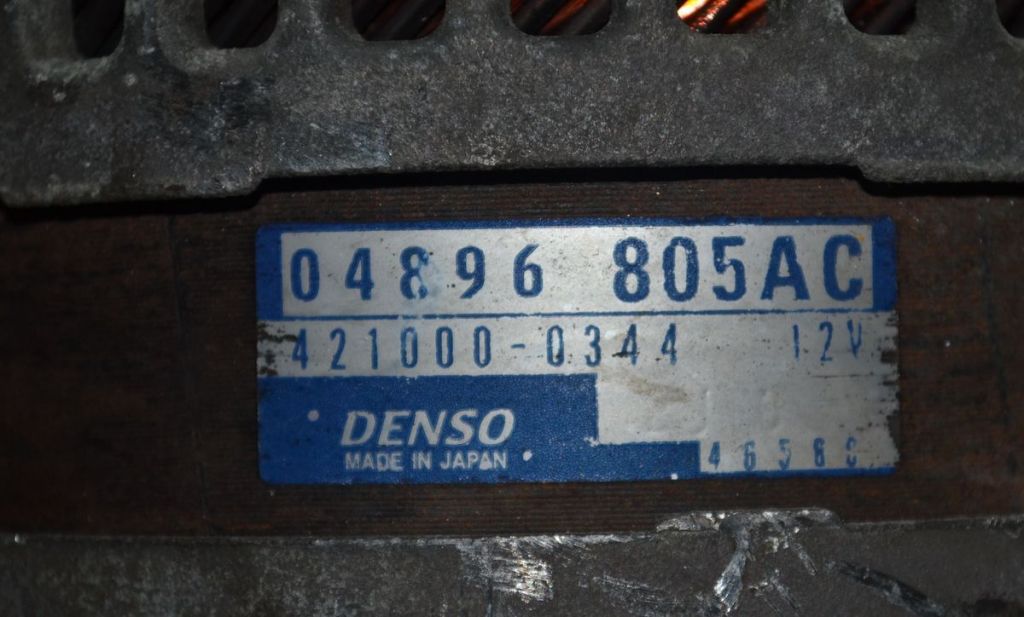 04896 805AC
421000-0344 12V
DENSO
MADE IN JAPAN